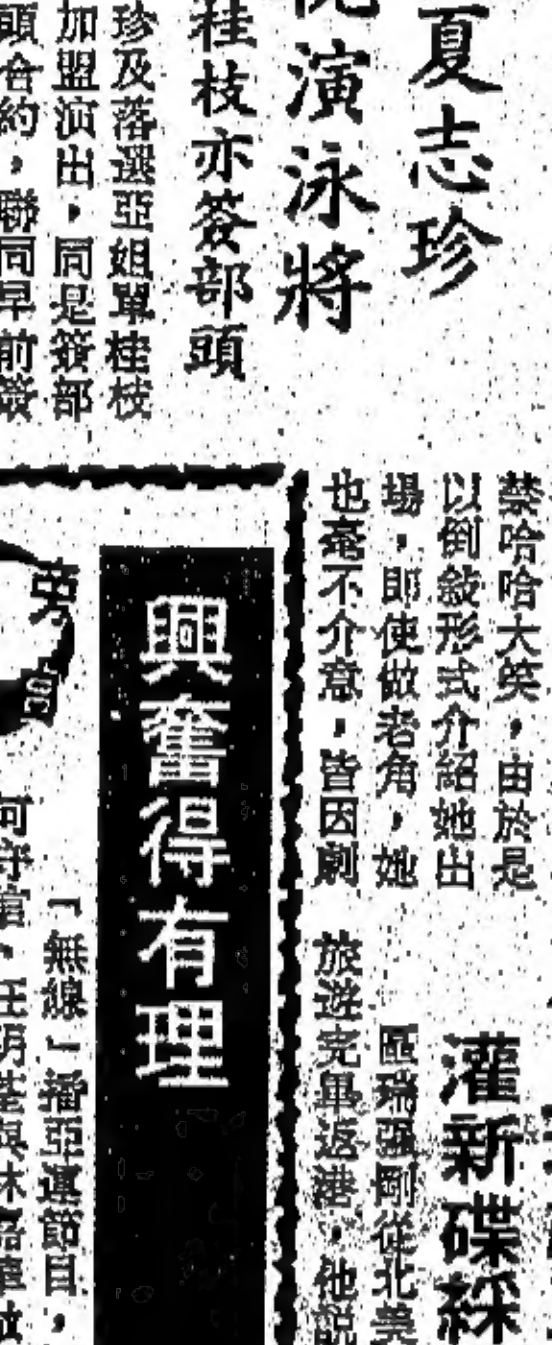 夏志珍
演泳將
桂枝亦簽部頭
珍及落選亞姐單桂枝
加盟演出，同是簽部
頭合約，聯同早前簽
禁哈哈大笑，由於是
以倒敍形式介紹她出
場，即使做老角，她
也毫不介意，皆因劇
灌新碟綵
區瑞強剛從北美
旅遊完畢返港，他說
興奮得有理
「無線」播亞運節目，